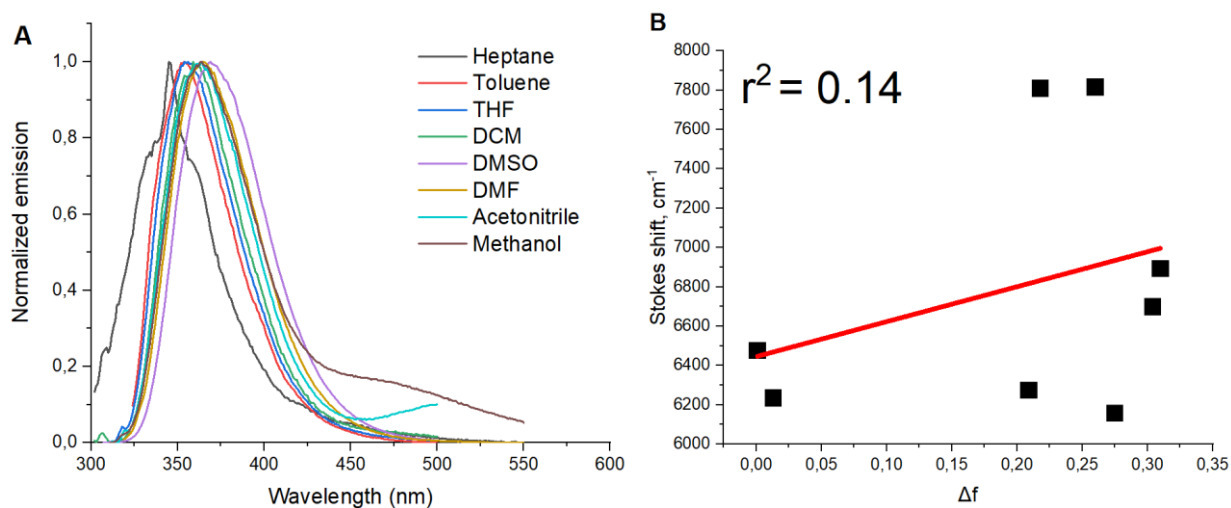 A
Normalized emission
1,0
0,8
0,6
0,4
0,2
0,0
300 350 400 450 500 550 600
Wavelength (nm)
Heptane
Toluene
THF
DCM
DMSO
DMF
Acetonitrile
Methanol
B
r² = 0.14
Stokes shift, cm⁻¹
8000
7800
7600
7400
7200
7000
6800
6600
6400
6200
6000
0,00 0,05 0,10 0,15 0,20 0,25 0,30 0,35
Δf